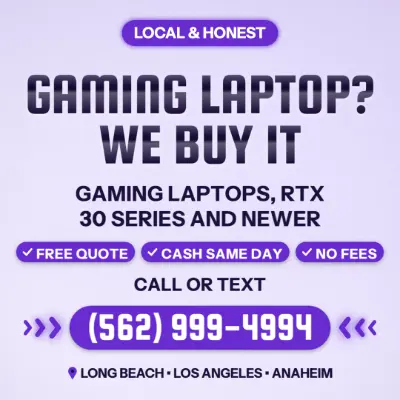 LOCAL & HONEST
GAMING LAPTOP?
WE BUY IT
GAMING LAPTOPS, RTX
30 SERIES AND NEWER
✓ FREE QUOTE ✓ CASH SAME DAY ✓ NO FEES
CALL OR TEXT
(562) 999-4994
LONG BEACH • LOS ANGELES • ANAHEIM